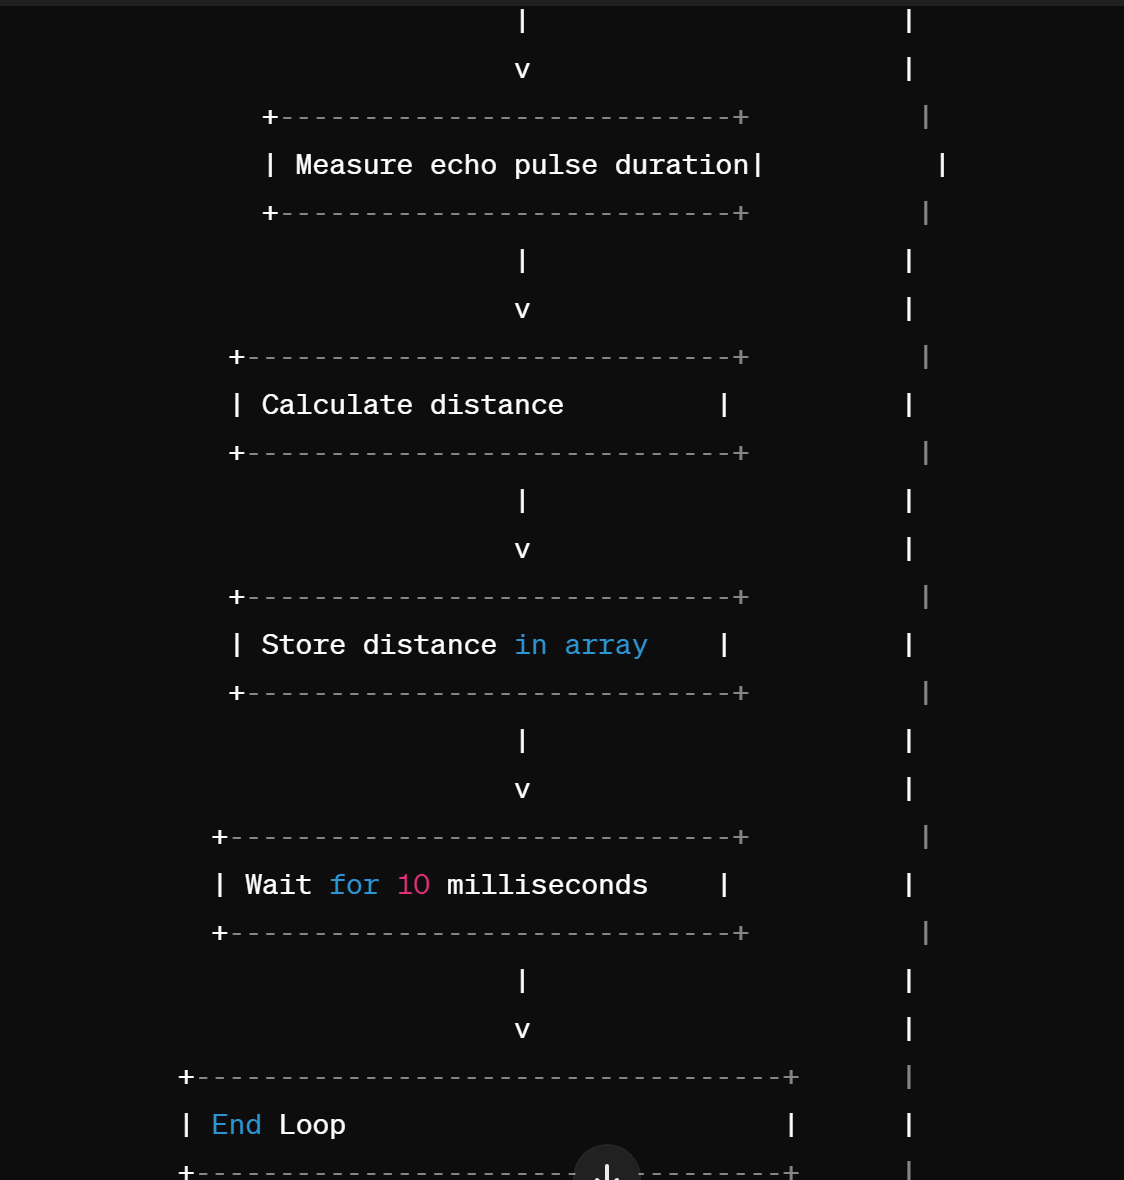 |                      |
v                      |
+---------------------------+          |
| Measure echo pulse duration|          |
+---------------------------+          |
|                      |
v                      |
+-----------------------------+          |
| Calculate distance         |          |
+-----------------------------+          |
|                      |
v                      |
+-----------------------------+          |
| Store distance in array    |          |
+-----------------------------+          |
|                      |
v                      |
+------------------------------+          |
| Wait for 10 milliseconds    |          |
+------------------------------+          |
|                      |
v                      |
+-----------------------------------+      |
| End Loop                          |      |
+-----------------------------------+      |